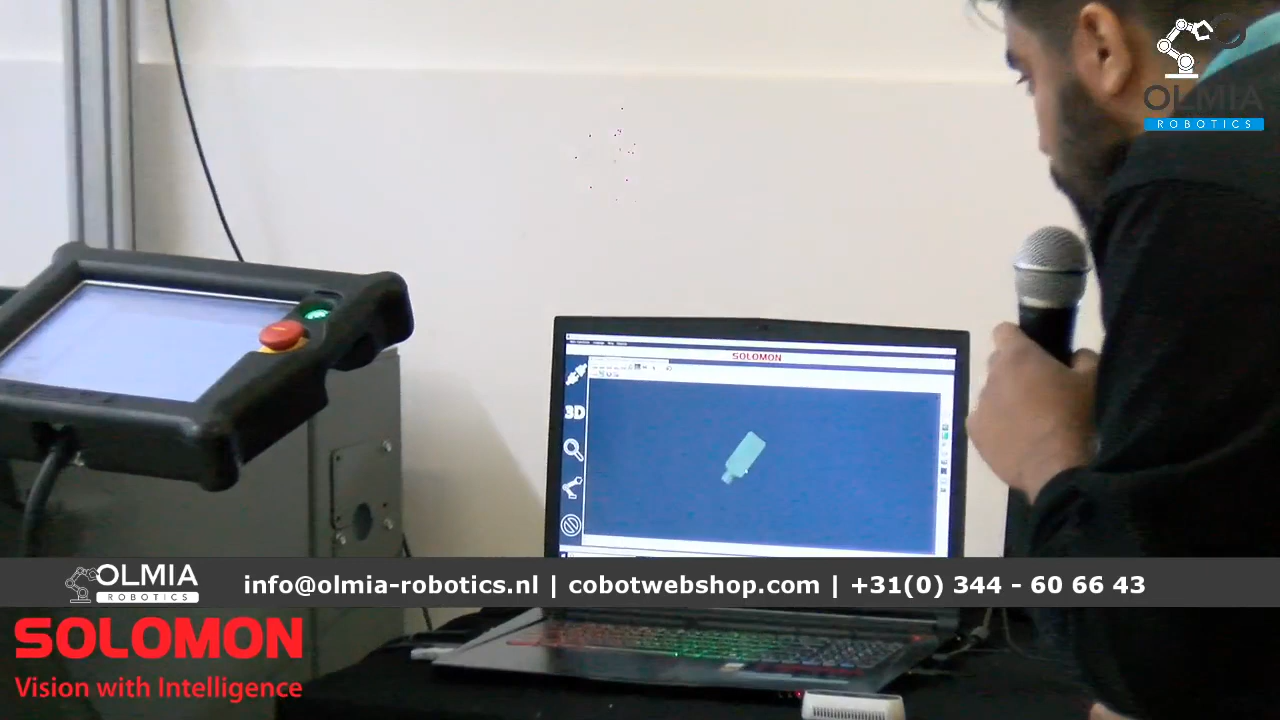 OLMIA
ROBOTICS
SOLOMON
3D
OLMIA
ROBOTICS
info@olmia-robotics.nl | cobotwebshop.com | +31(0) 344 - 60 66 43
SOLOMON
Vision with Intelligence